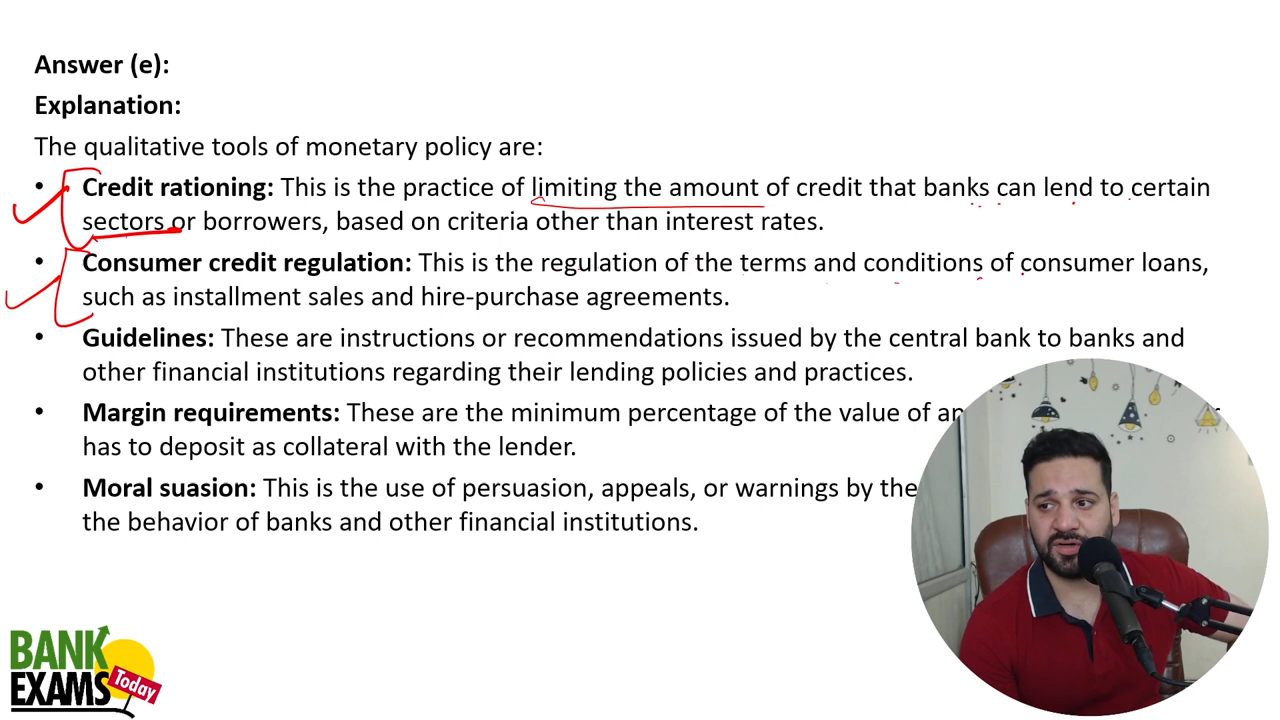 Answer (e):
Explanation:
The qualitative tools of monetary policy are:
• Credit rationing: This is the practice of limiting the amount of credit that banks can lend to certain
sectors or borrowers, based on criteria other than interest rates.
• Consumer credit regulation: This is the regulation of the terms and conditions of consumer loans,
such as installment sales and hire-purchase agreements.
• Guidelines: These are instructions or recommendations issued by the central bank to banks and
other financial institutions regarding their lending policies and practices.
• Margin requirements: These are the minimum percentage of the value of
has to deposit as collateral with the lender.
• Moral suasion: This is the use of persuasion, appeals, or warnings by the
the behavior of banks and other financial institutions.
BANK
EXAMS
Today